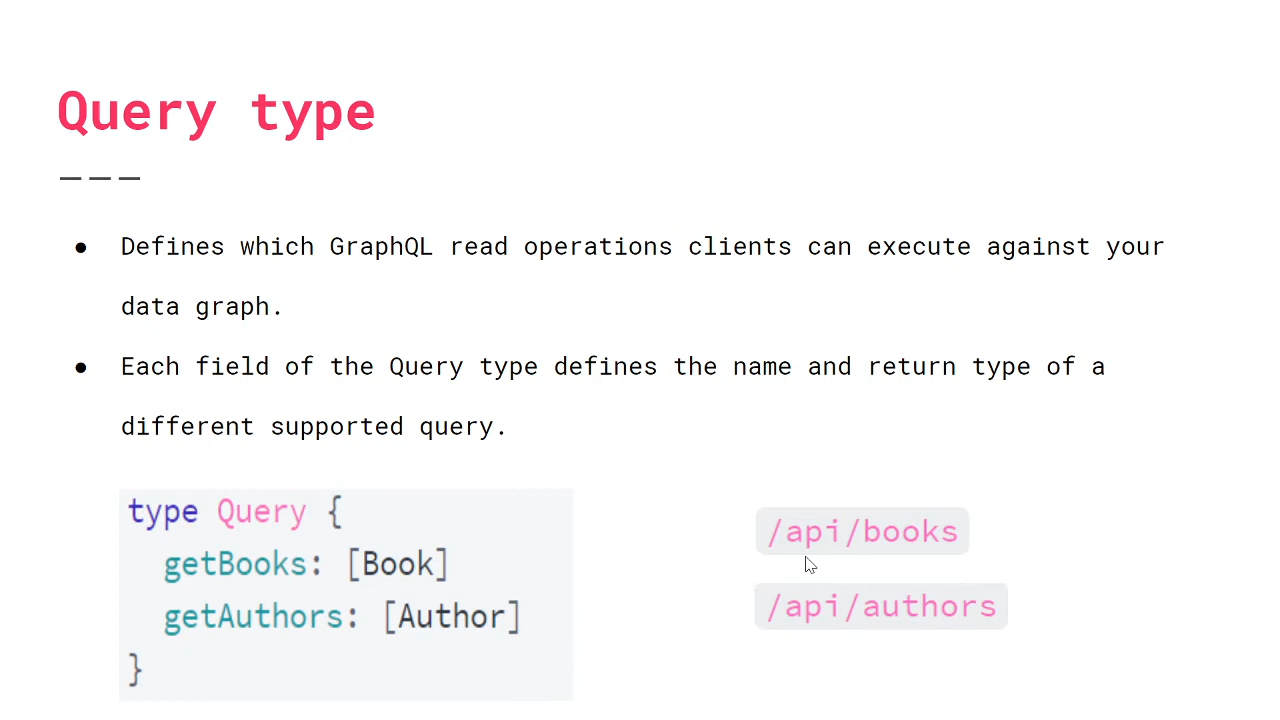 Query type
● Defines which GraphQL read operations clients can execute against your
data graph.
● Each field of the Query type defines the name and return type of a
different supported query.
type Query {
getBooks: [Book]
getAuthors: [Author]
}
/api/books
/api/authors